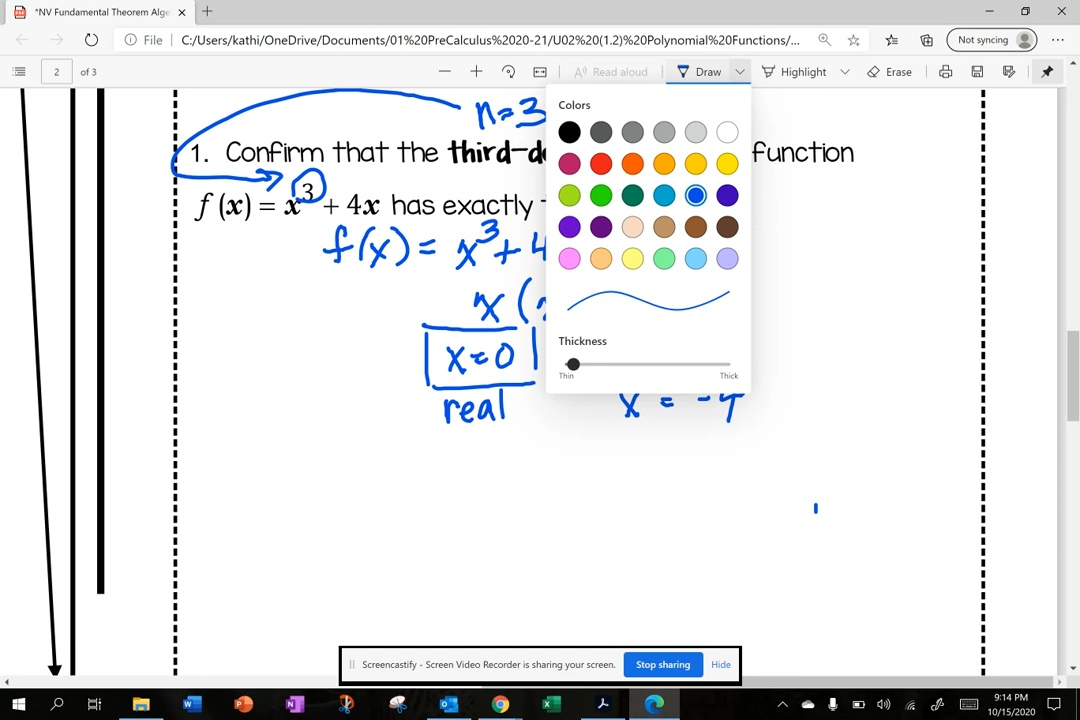 *NV Fundamental Theorem Alge
File C:/Users/kathi/OneDrive/Documents/01%20PreCalculus%2020-21/U02%20(1.2)%20Polynomial%20Functions/... Not syncing
2 of 3 Read aloud Draw Highlight Erase
Colors
Thickness
Thin Thick
n=3
1. Confirm that the third-de function
f(x) = x³ + 4x has exactly
f(x) = x³ + 4
x (
x=0
real x = -4
Screencastify - Screen Video Recorder is sharing your screen. Stop sharing Hide
9:14 PM
10/15/2020